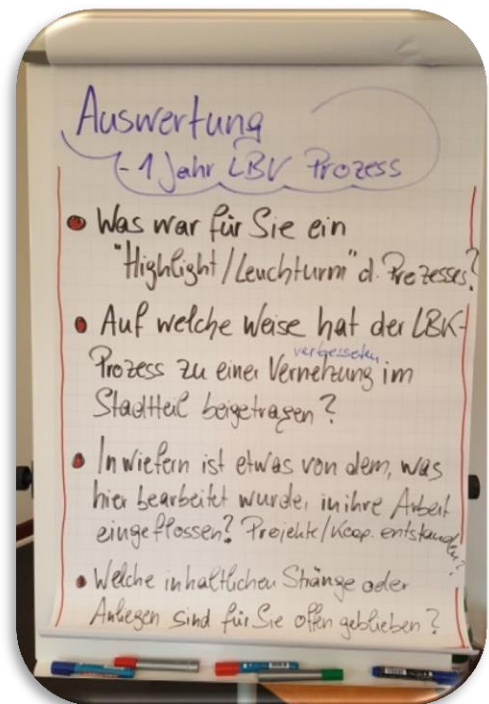 Auswertung
- 1 Jahr LBV Prozess
Was war für Sie ein
"Highlight/Leuchturm" d. Prozesses?
Auf welche Weise hat der LBK-
verbesserten
Prozess zu einer Vernetzung im
Stadtteil beigetragen?
Inwiefern ist etwas von dem, was
hier bearbeitet wurde, in ihre Arbeit
eingeflossen? Projekte/Koop. entstanden?
Welche inhaltlichen Stränge oder
Anliegen sind für Sie offen geblieben?